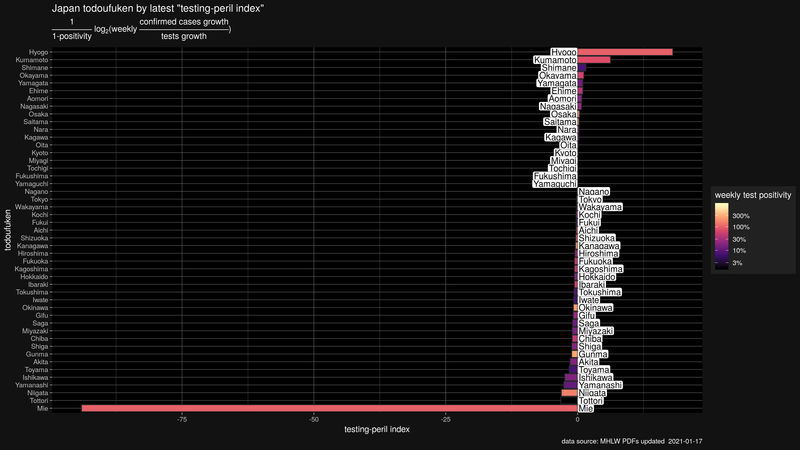 Japan todoufuken by latest "testing-peril index"
1
1-positivity
log2(weekly
confirmed cases growth
tests growth
)
Hyogo
Kumamoto
Shimane
Okayama
Yamagata
Ehime
Aomori
Nagasaki
Osaka
Saitama
Nara
Kagawa
Oita
Kyoto
Miyagi
Tochigi
Fukushima
Yamaguchi
Nagano
Tokyo
Wakayama
Kochi
Fukui
Aichi
Shizuoka
Kanagawa
Hiroshima
Fukuoka
Kagoshima
Hokkaido
Ibaraki
Tokushima
Iwate
Okinawa
Gifu
Saga
Miyazaki
Chiba
Shiga
Gunma
Akita
Toyama
Ishikawa
Yamanashi
Niigata
Tottori
Mie
todoufuken
Hyogo
Kumamoto
Shimane
Okayama
Yamagata
Ehime
Aomori
Nagasaki
Osaka
Saitama
Nara
Kagawa
Oita
Kyoto
Miyagi
Tochigi
Fukushima
Yamaguchi
Nagano
Tokyo
Wakayama
Kochi
Fukui
Aichi
Shizuoka
Kanagawa
Hiroshima
Fukuoka
Kagoshima
Hokkaido
Ibaraki
Tokushima
Iwate
Okinawa
Gifu
Saga
Miyazaki
Chiba
Shiga
Gunma
Akita
Toyama
Ishikawa
Yamanashi
Niigata
Tottori
Mie
-75
-50
-25
0
testing-peril index
weekly test positivity
300%
100%
30%
10%
3%
data source: MHLW PDFs updated 2021-01-17